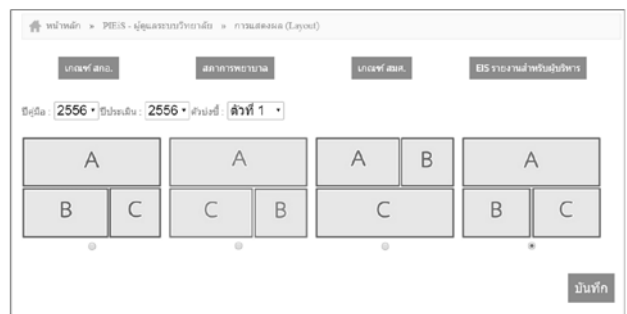 หน้าหลัก » PIEiS - ผู้ดูแลระบบวิทยาลัย » การแสดงผล (Layout)
เกณฑ์ สกอ. สภาการพยาบาล เกณฑ์ สมศ. EIS รายงานสำหรับผู้บริหาร
ปีคู่มือ : 2556 ปีประเมิน : 2556 ตัวบ่งชี้ : ตัวที่ 1
A A A B A
B C C B C B C
บันทึก